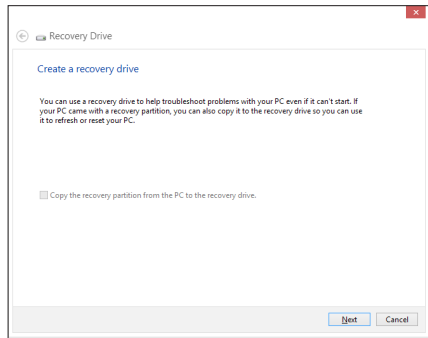 Recovery Drive
Create a recovery drive
You can use a recovery drive to help troubleshoot problems with your PC even if it can't start. If
your PC came with a recovery partition, you can also copy it to the recovery drive so you can use
it to refresh or reset your PC.
Copy the recovery partition from the PC to the recovery drive.
Next Cancel